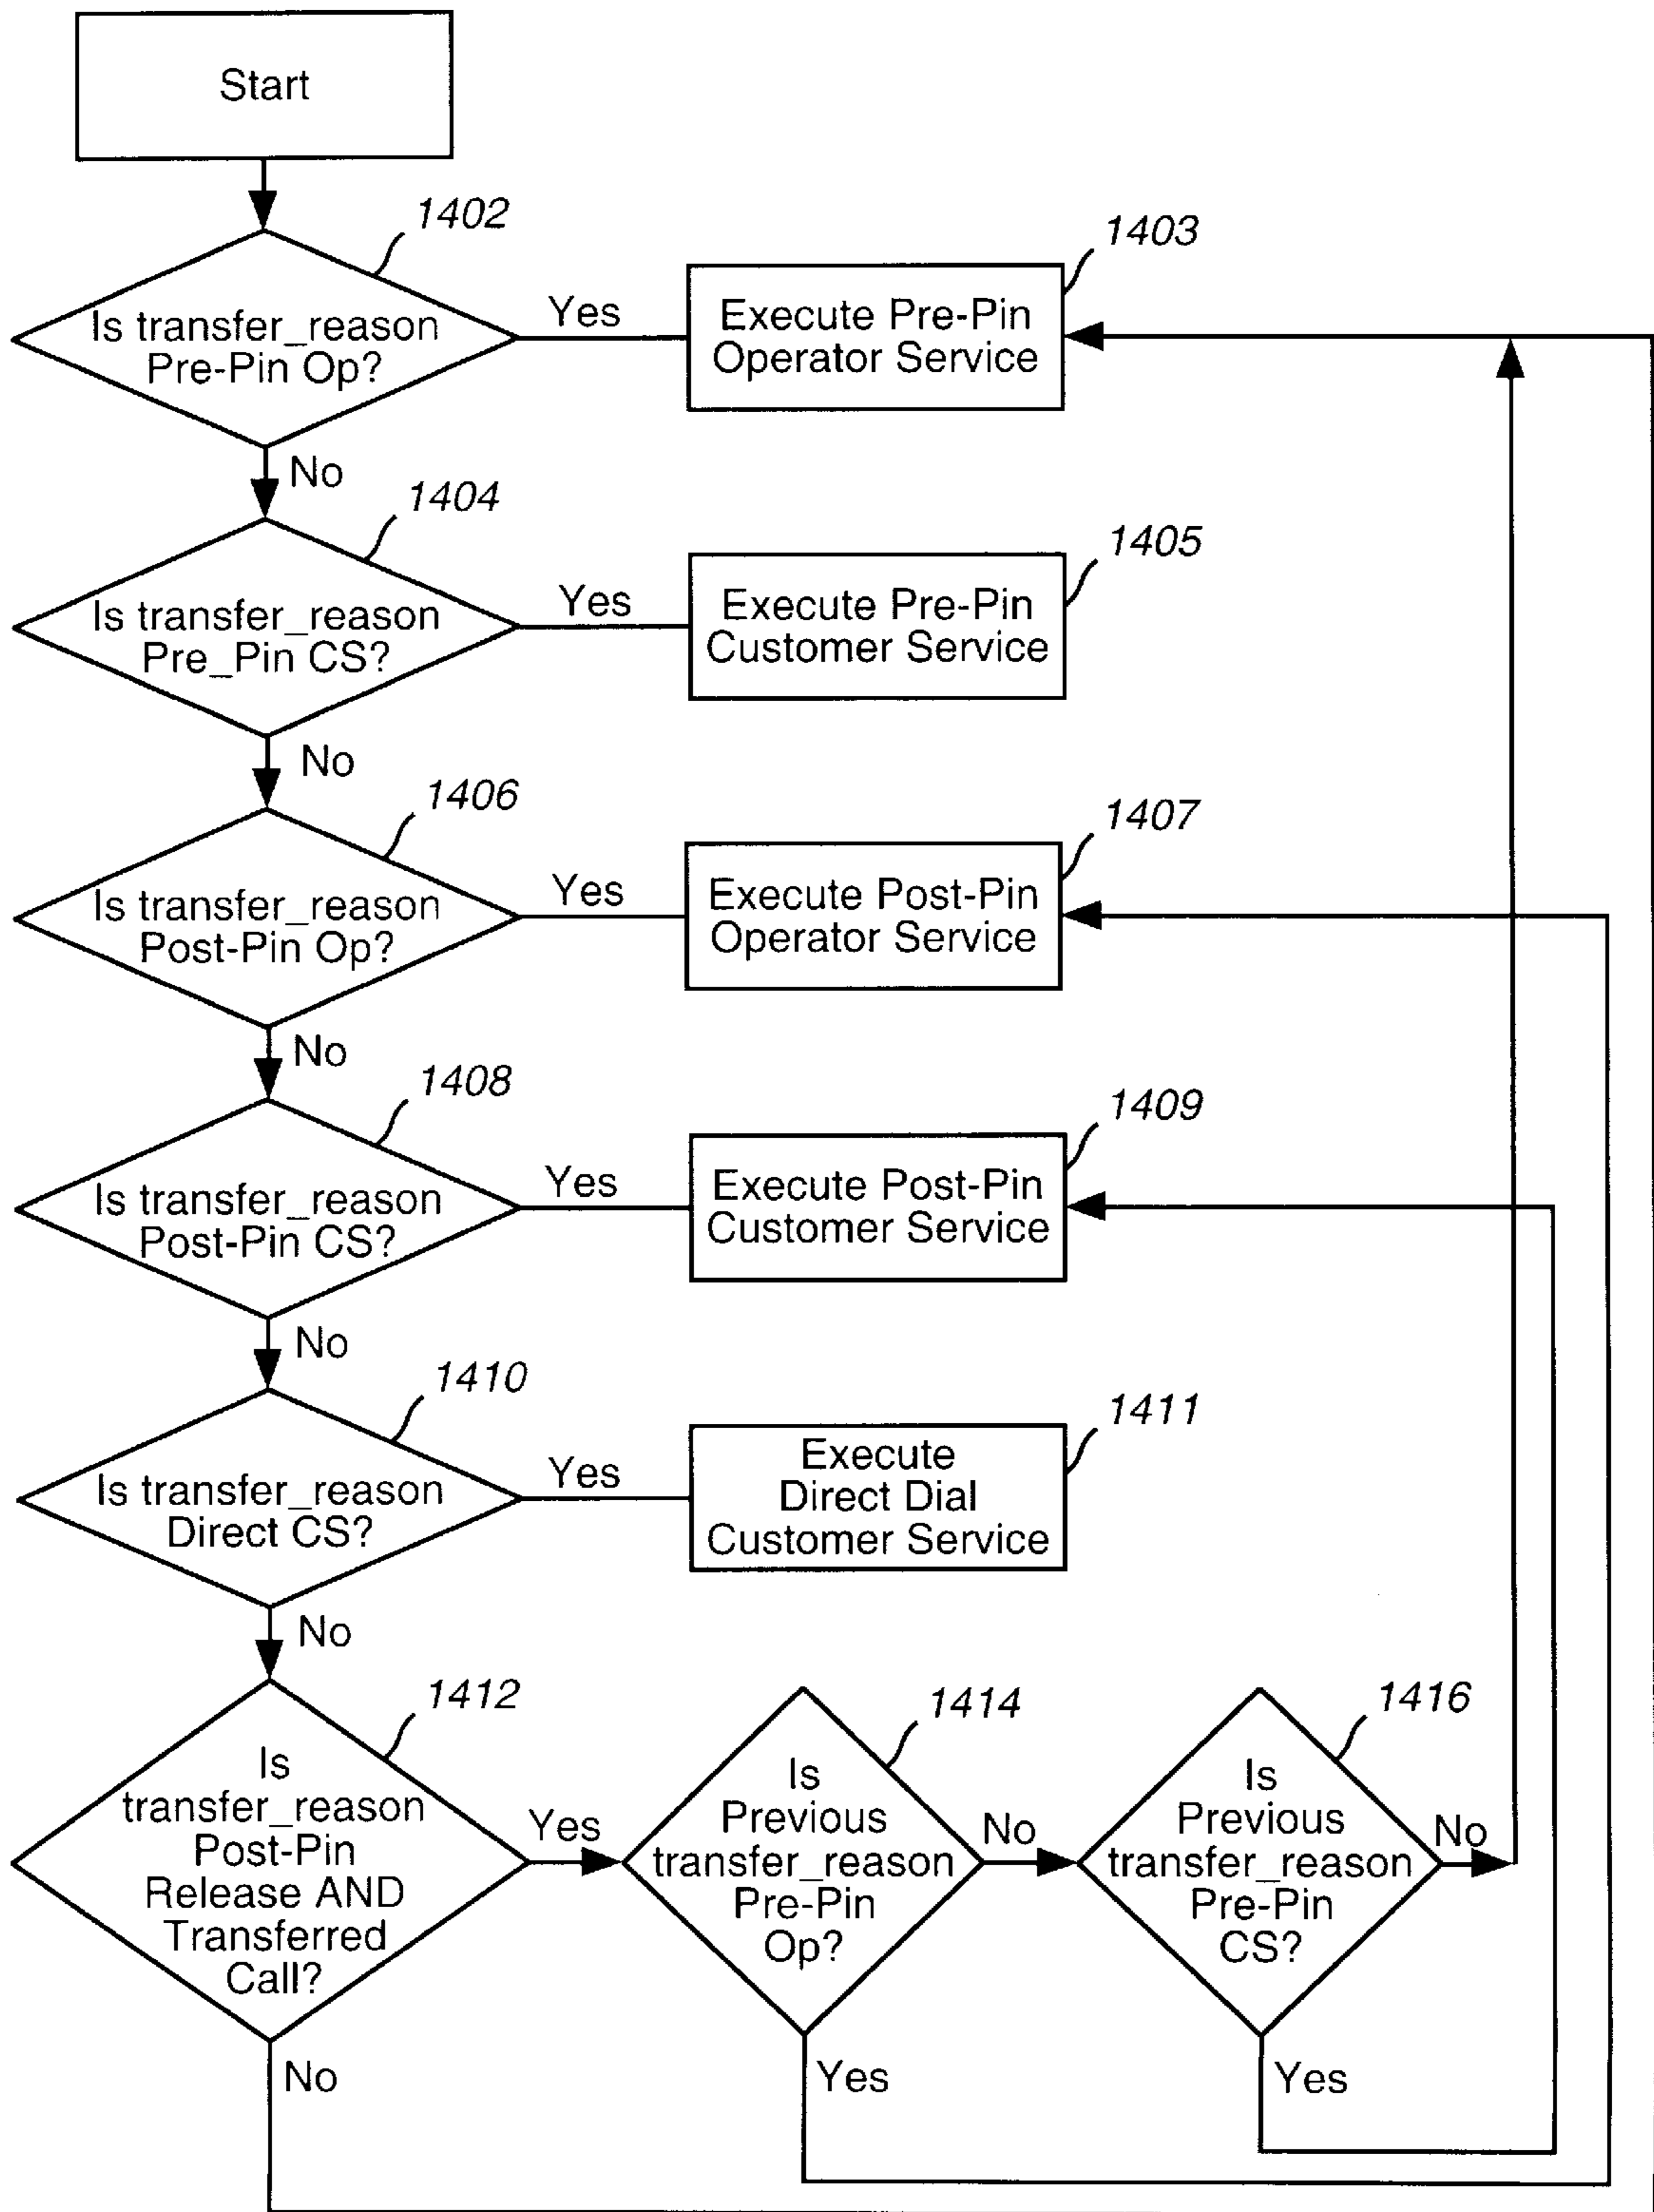 Start
1402
Is transfer_reason
Pre-Pin Op?
Yes
1403
Execute Pre-Pin
Operator Service
No
1404
Is transfer_reason
Pre_Pin CS?
Yes
1405
Execute Pre-Pin
Customer Service
No
1406
Is transfer_reason
Post-Pin Op?
Yes
1407
Execute Post-Pin
Operator Service
No
1408
Is transfer_reason
Post-Pin CS?
Yes
1409
Execute Post-Pin
Customer Service
No
1410
Is transfer_reason
Direct CS?
Yes
1411
Execute
Direct Dial
Customer Service
No
1412
Is
transfer_reason
Post-Pin
Release AND
Transferred
Call?
Yes
1414
Is
Previous
transfer_reason
Pre-Pin
Op?
No
1416
Is
Previous
transfer_reason
Pre-Pin
CS?
No
No
Yes
Yes